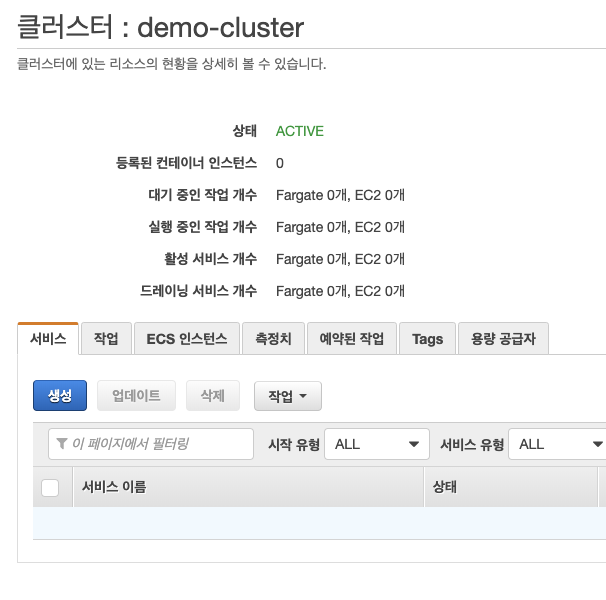 클러스터 : demo-cluster
클러스터에 있는 리소스의 현황을 상세히 볼 수 있습니다.
상태 ACTIVE
등록된 컨테이너 인스턴스 0
대기 중인 작업 개수 Fargate 0개, EC2 0개
실행 중인 작업 개수 Fargate 0개, EC2 0개
활성 서비스 개수 Fargate 0개, EC2 0개
드레이닝 서비스 개수 Fargate 0개, EC2 0개
서비스 작업 ECS 인스턴스 측정치 예약된 작업 Tags 용량 공급자
생성 업데이트 삭제 작업
이 페이지에서 필터링 시작 유형 ALL 서비스 유형 ALL
서비스 이름 상태